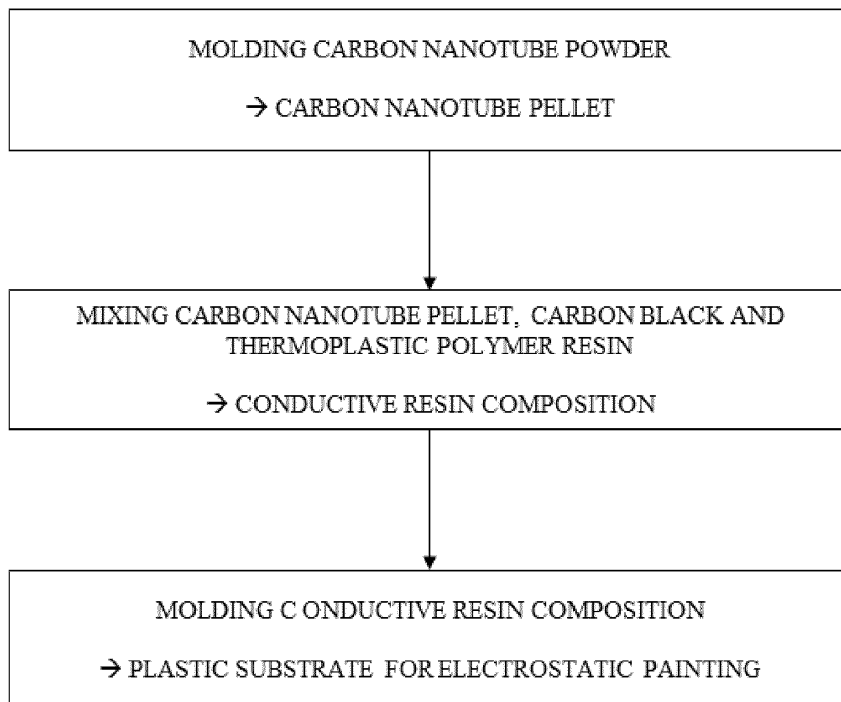 MOLDING CARBON NANOTUBE POWDER
→ CARBON NANOTUBE PELLET
MIXING CARBON NANOTUBE PELLET, CARBON BLACK AND
THERMOPLASTIC POLYMER RESIN
→ CONDUCTIVE RESIN COMPOSITION
MOLDING C ONDUCTIVE RESIN COMPOSITION
→ PLASTIC SUBSTRATE FOR ELECTROSTATIC PAINTING